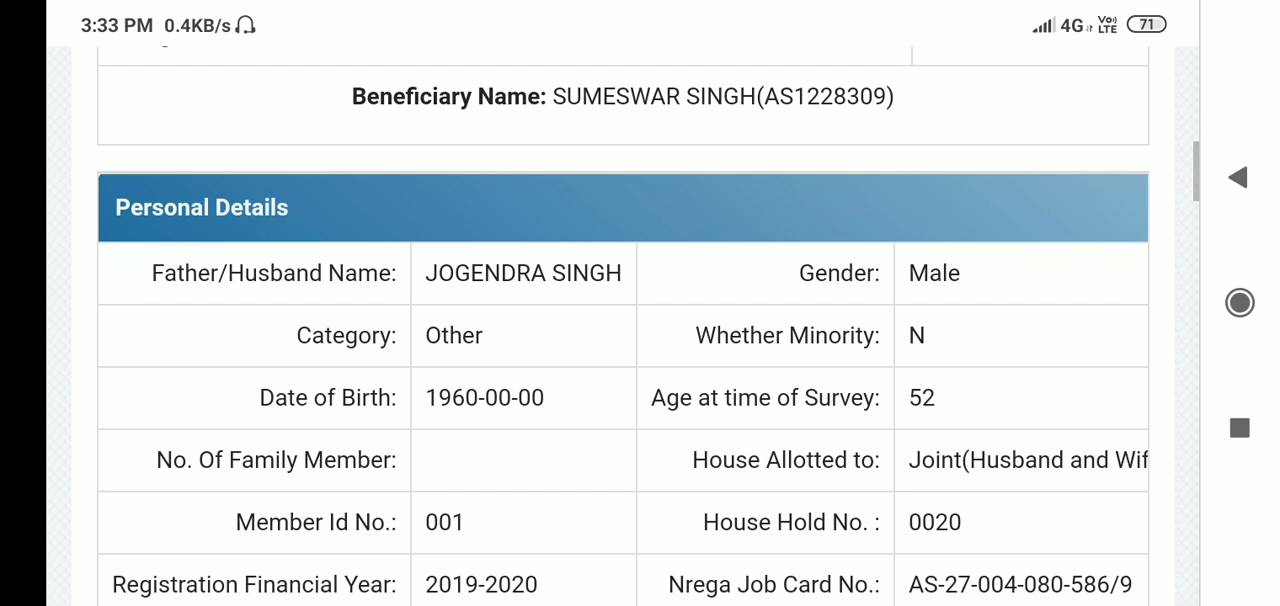 3:33 PM 0.4KB/s 4G Vo) LTE 71
Beneficiary Name: SUMESWAR SINGH(AS1228309)
Personal Details
Father/Husband Name: JOGENDRA SINGH Gender: Male
Category: Other Whether Minority: N
Date of Birth: 1960-00-00 Age at time of Survey: 52
No. Of Family Member: House Allotted to: Joint(Husband and Wif
Member Id No.: 001 House Hold No. : 0020
Registration Financial Year: 2019-2020 Nrega Job Card No.: AS-27-004-080-586/9